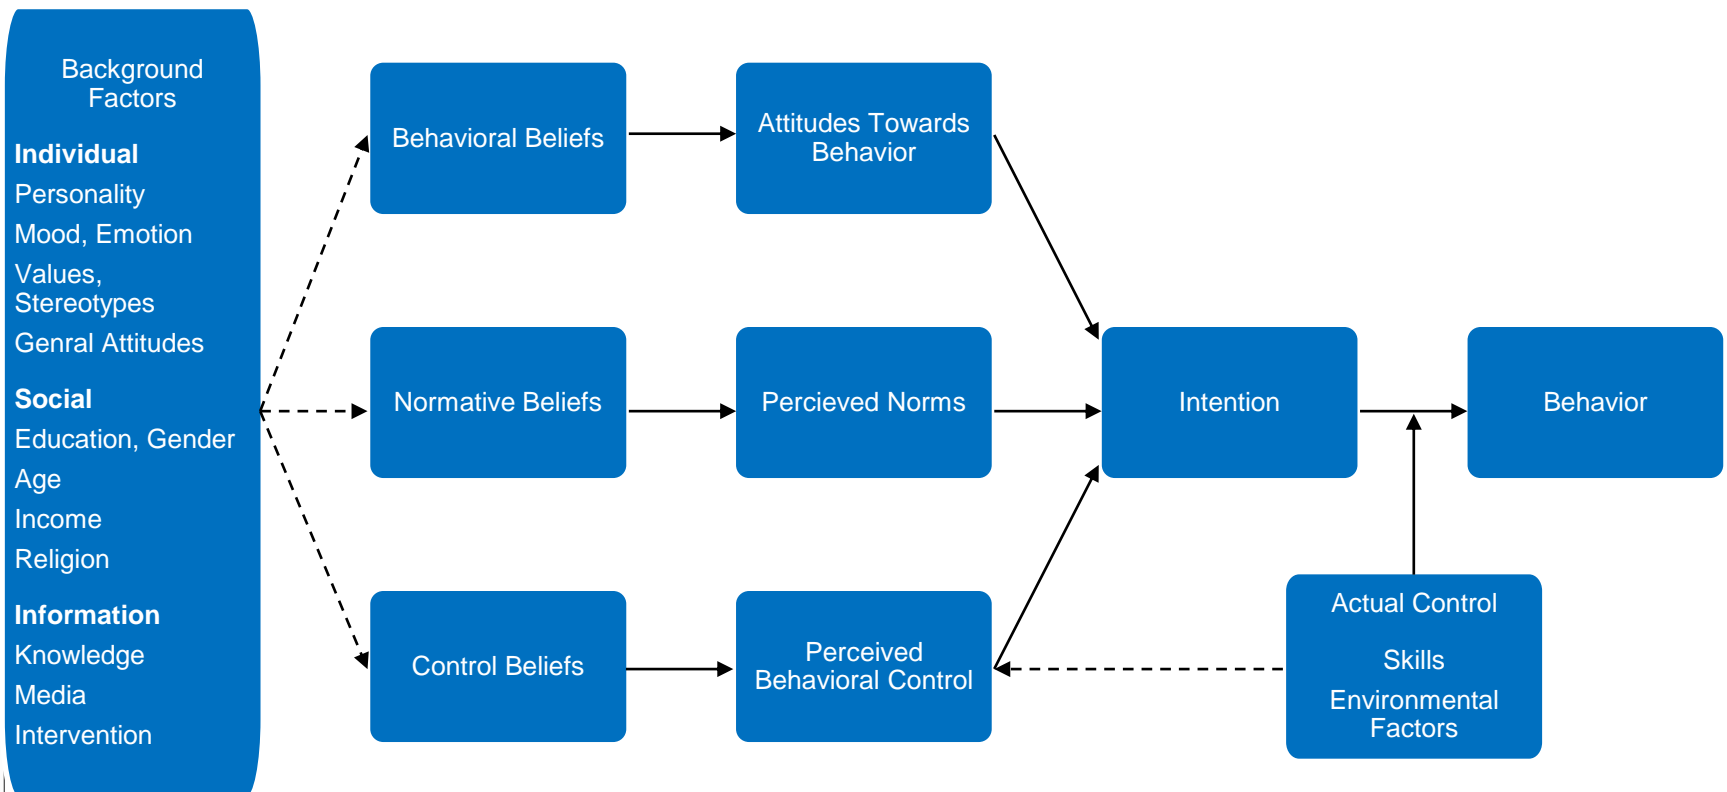 Background
Factors
Individual
Personality
Mood, Emotion
Values,
Stereotypes
Genral Attitudes
Social
Education, Gender
Age
Income
Religion
Information
Knowledge
Media
Intervention
Behavioral Beliefs
Attitudes Towards
Behavior
Normative Beliefs
Percieved Norms
Intention
Behavior
Control Beliefs
Perceived
Behavioral Control
Actual Control
Skills
Environmental
Factors